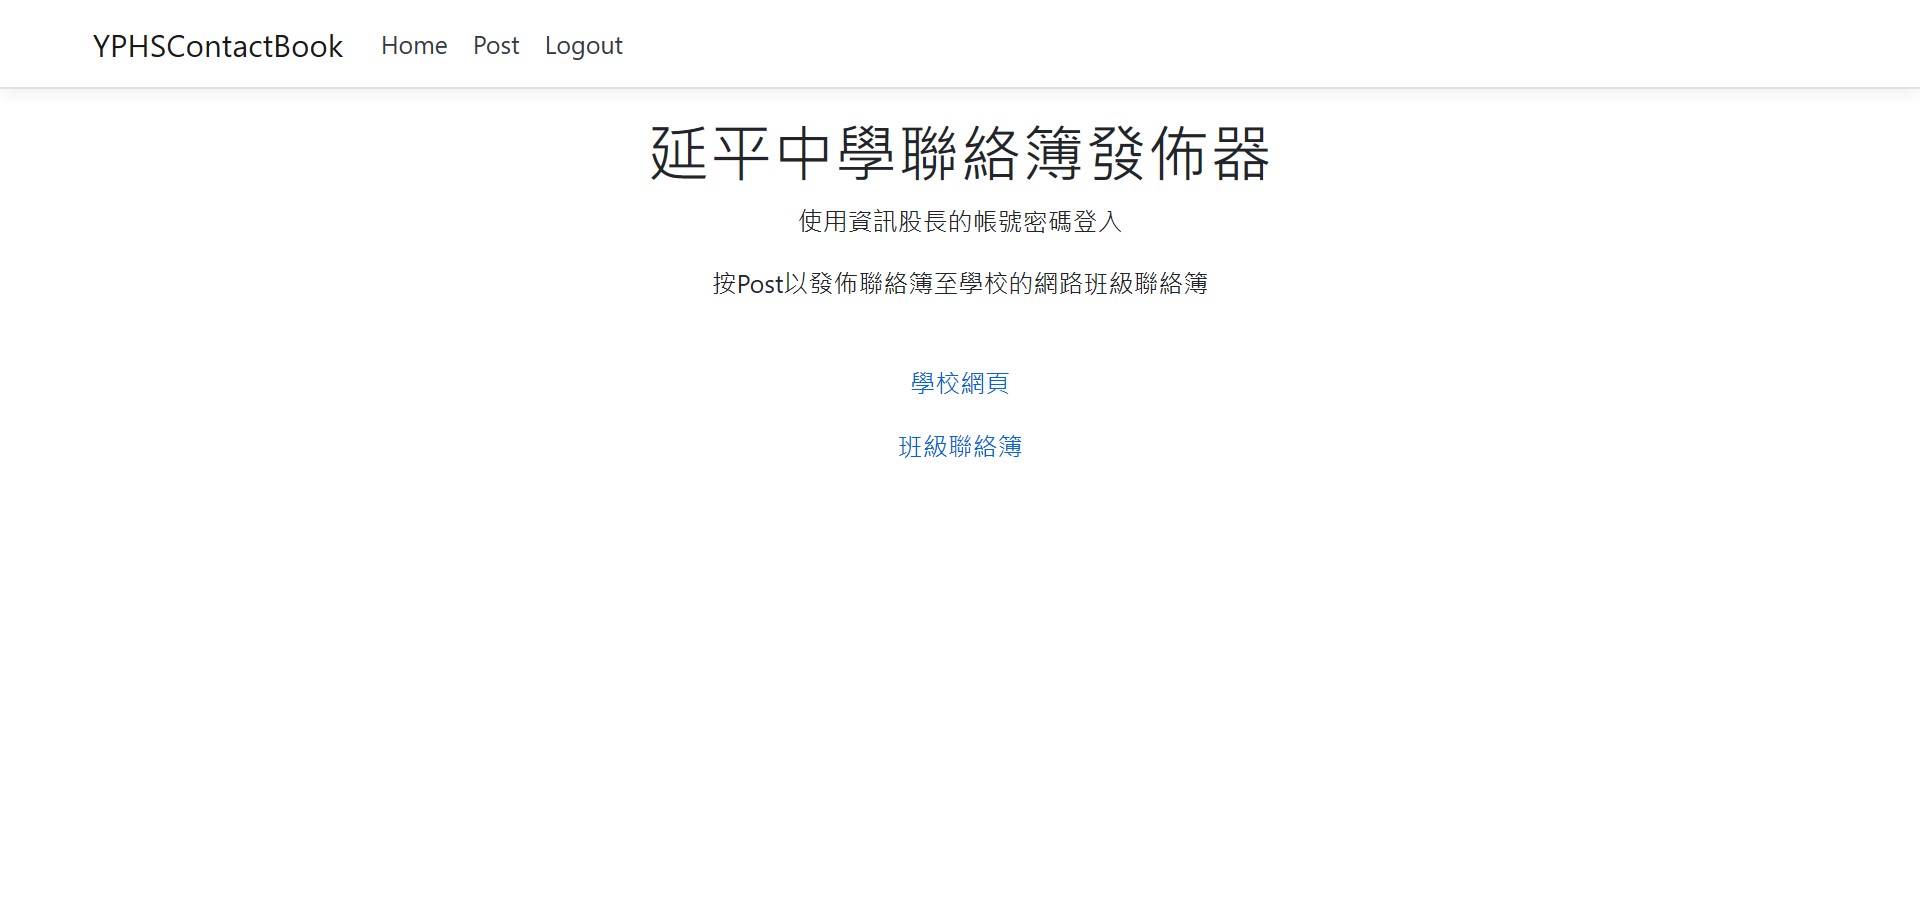 YPHSContactBook Home Post Logout
延平中學聯絡簿發佈器
使用資訊股長的帳號密碼登入
按Post以發佈聯絡簿至學校的網路班級聯絡簿
學校網頁
班級聯絡簿